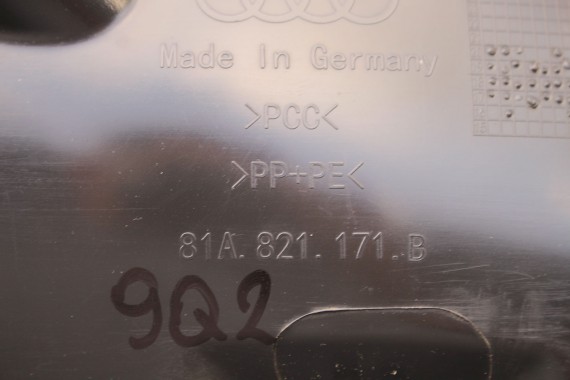 Made In Germany
>PCC<
>PP+PE<
81A.821.171.B
9Q2